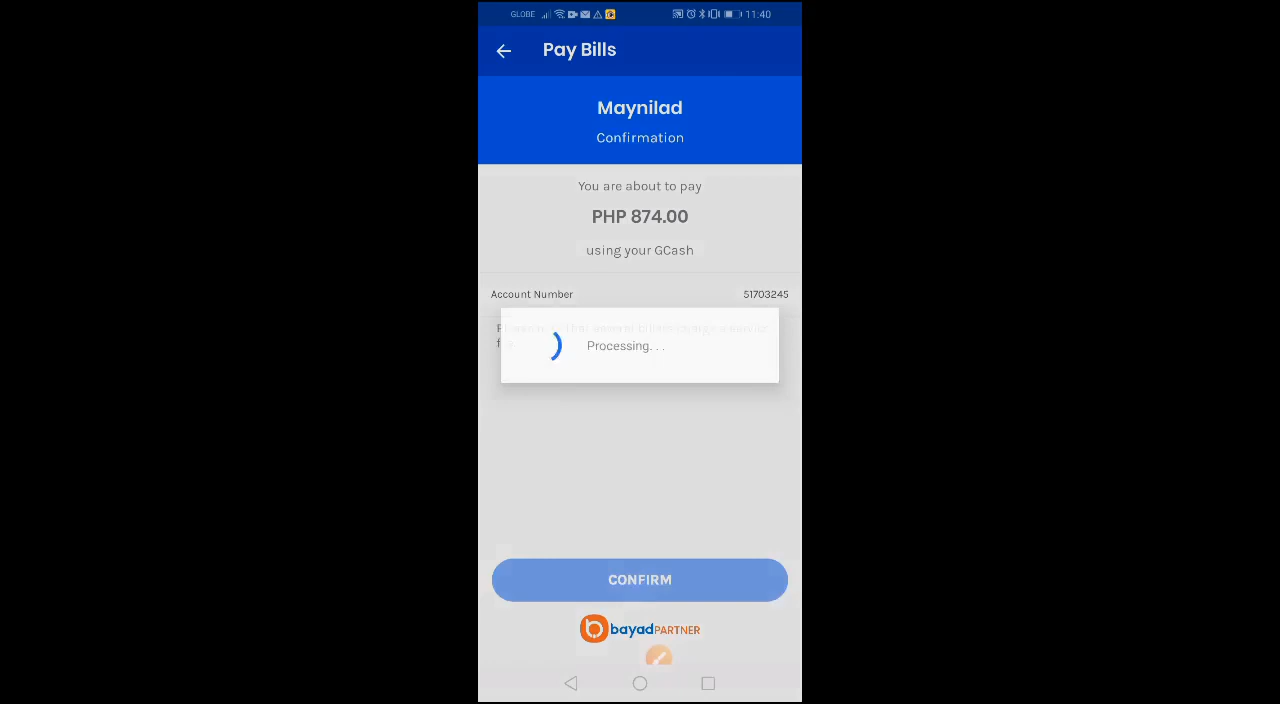 GLOBE 11:40
Pay Bills
Maynilad
Confirmation
You are about to pay
PHP 874.00
using your GCash
Account Number 51703245
Processing. . .
CONFIRM
bayad PARTNER